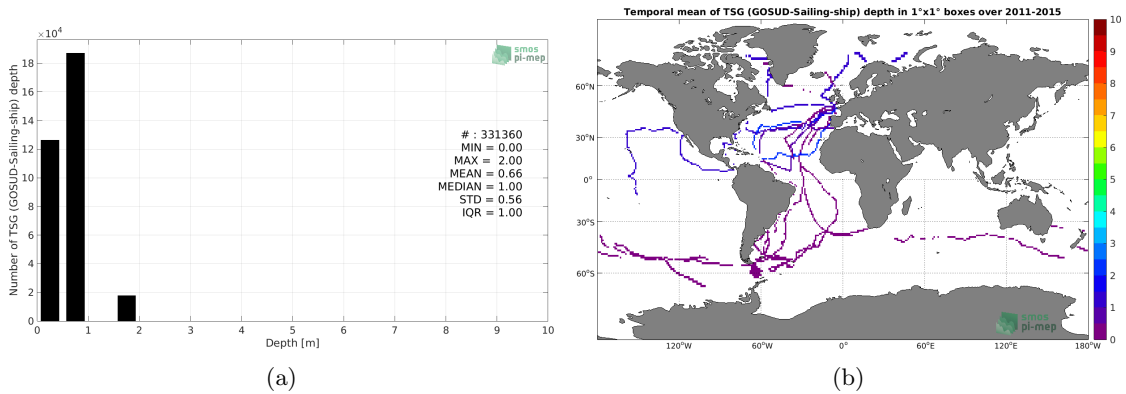 ×10⁴
18
16
14
12
10
8
6
4
2
0
Number of TSG (GOSUD-Sailing-ship) depth
smos
pi-mep
# : 331360
MIN = 0.00
MAX = 2.00
MEAN = 0.66
MEDIAN = 1.00
STD = 0.56
IQR = 1.00
0 1 2 3 4 5 6 7 8 9 10
Depth [m]
(a)
Temporal mean of TSG (GOSUD-Sailing-ship) depth in 1°x1° boxes over 2011-2015
60°N
30°N
0°
30°S
60°S
120°W 60°W 0° 60°E 120°E 180°W
smos
pi-mep
10
9
8
7
6
5
4
3
2
1
0
(b)